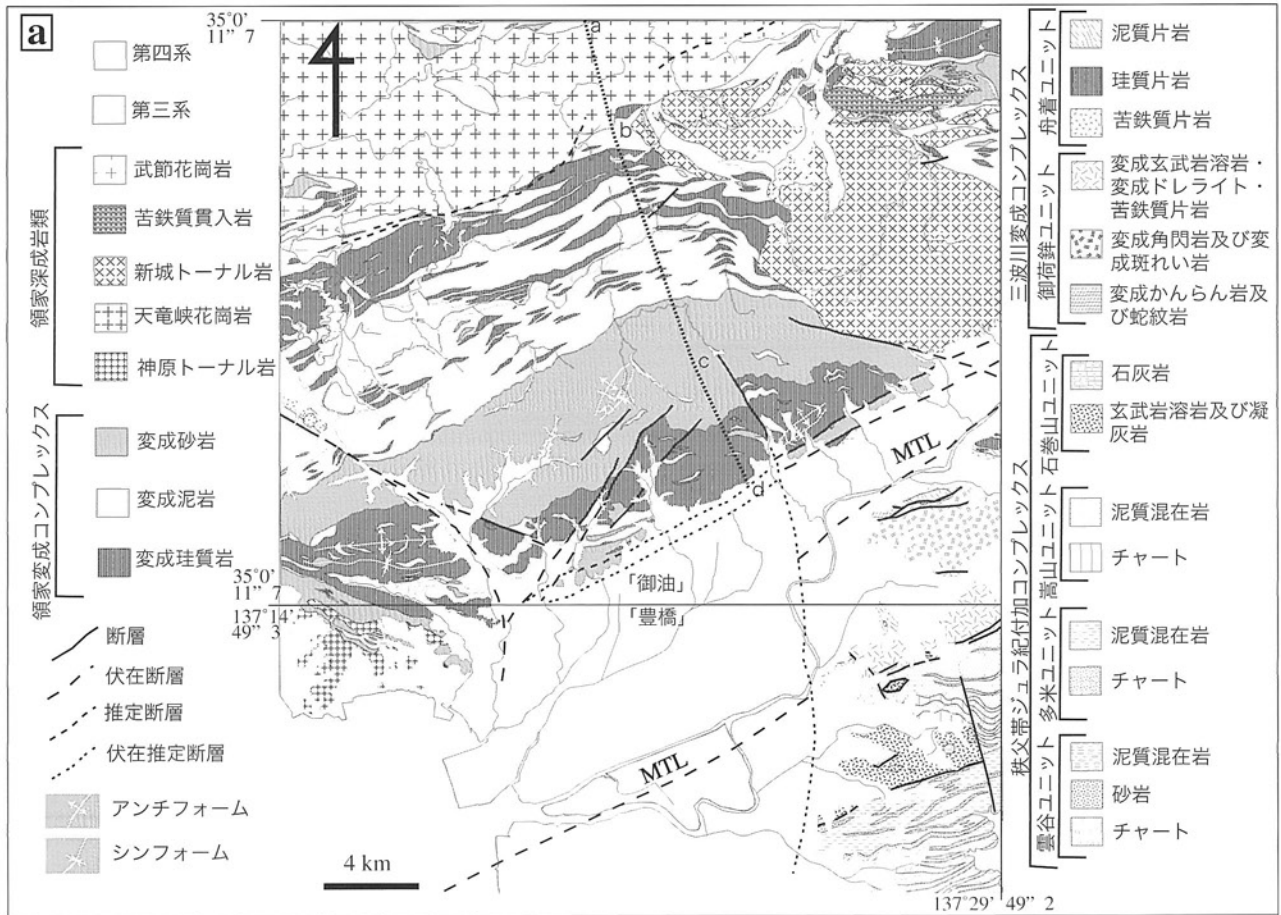 a
35°0′
11″ 7
第四系
第三系
領家深成岩類
武節花崗岩
苦鉄質貫入岩
新城トーナル岩
天竜峡花崗岩
神原トーナル岩
領家変成コンプレックス
変成砂岩
変成泥岩
変成珪質岩
断層
伏在断層
推定断層
伏在推定断層
アンチフォーム
シンフォーム
a
b
c
d
MTL
「御油」
「豊橋」
35°0′
11″ 7
137°14′
49″ 3
MTL
4 km
137°29′ 49″ 2
三波川変成コンプレックス
舟着ユニット
泥質片岩
珪質片岩
苦鉄質片岩
御荷鉾ユニット
変成玄武岩溶岩・
変成ドレライト・
苦鉄質片岩
変成角閃岩及び変
成斑れい岩
変成かんらん岩及
び蛇紋岩
秩父帯ジュラ紀付加コンプレックス
石巻山ユニット
石灰岩
玄武岩溶岩及び凝
灰岩
嵩山ユニット
泥質混在岩
チャート
多米ユニット
泥質混在岩
チャート
雲谷ユニット
泥質混在岩
砂岩
チャート